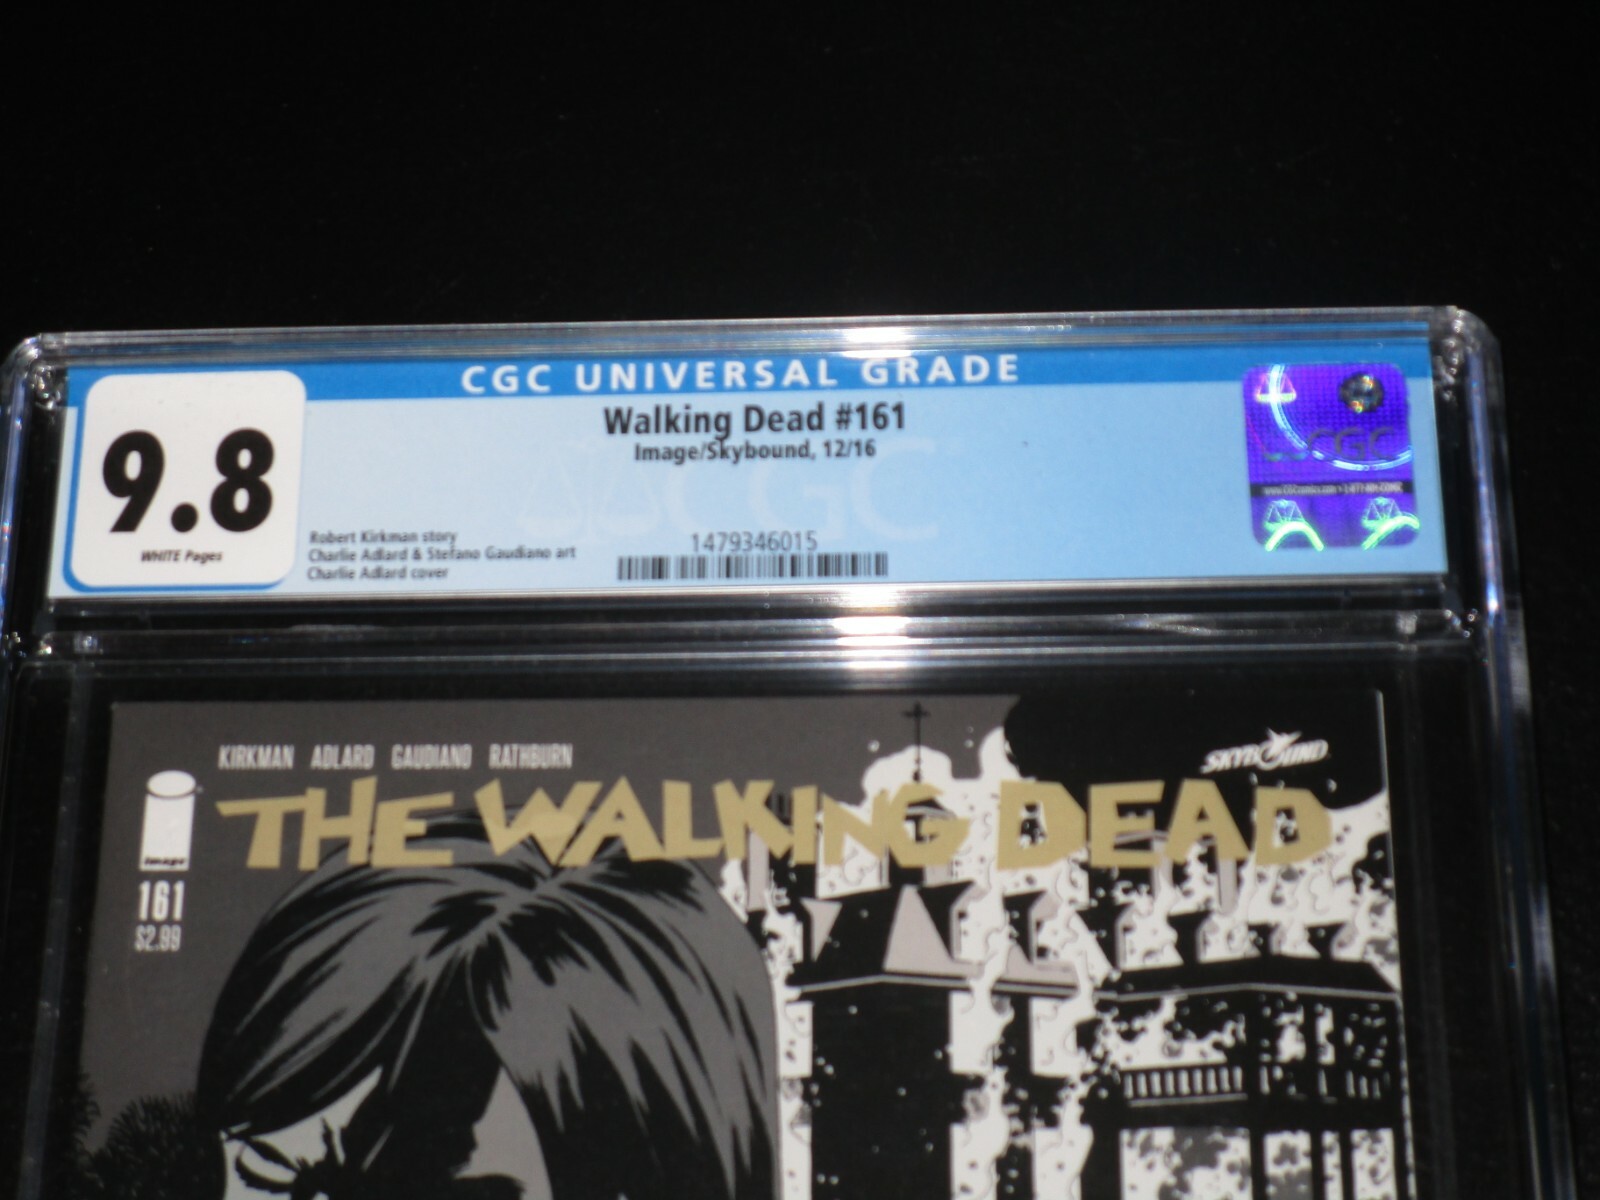 CGC UNIVERSAL GRADE
9.8
WHITE Pages
Walking Dead #161
Image/Skybound, 12/16
CGC
Robert Kirkman story
Charlie Adlard & Stefano Gaudiano art
Charlie Adlard cover
1479346015
CGC
KIRKMAN ADLARD GAUDIANO RATHBURN
SKYBOUND
THE WALKING DEAD
image
161
$2.99